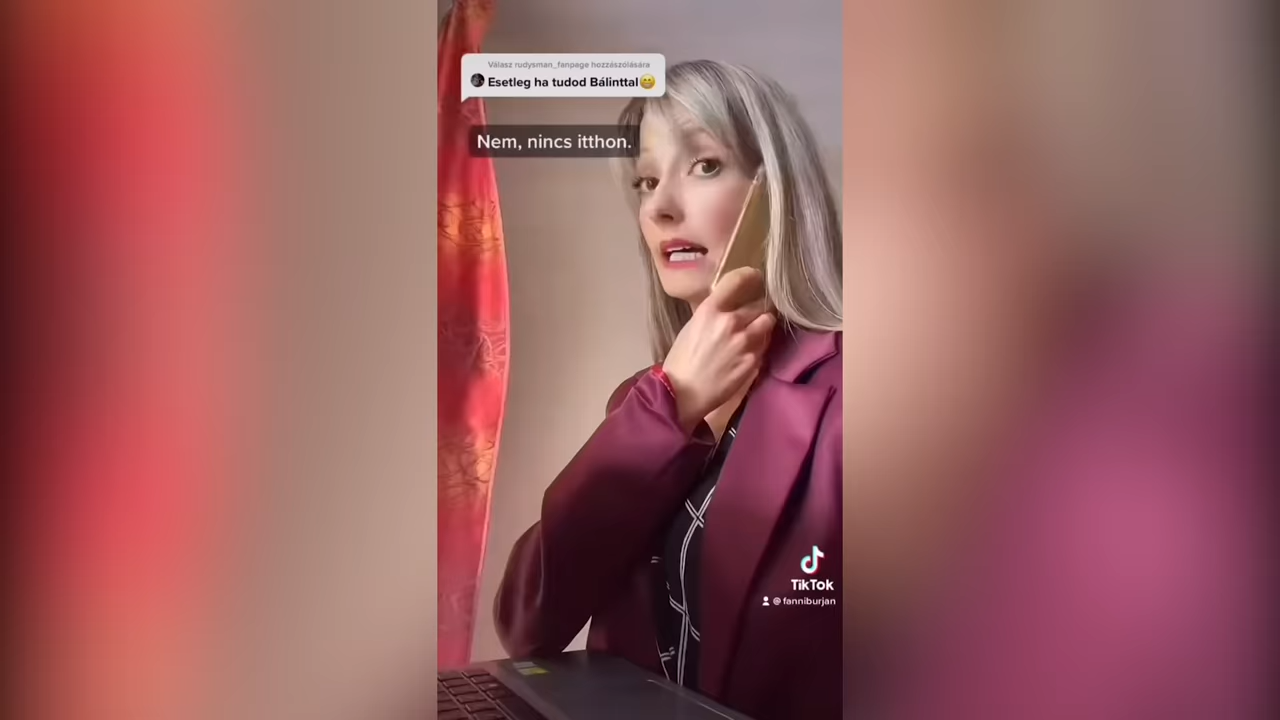 Válasz rudysman_fanpage hozzászólására
Esetleg ha tudod Bálinttal😄
Nem, nincs itthon.
TikTok
@ fanniburjan